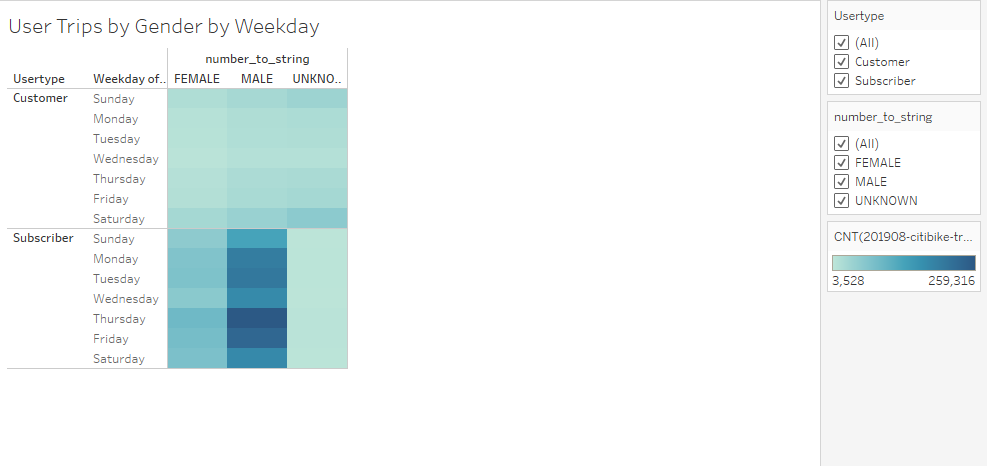 User Trips by Gender by Weekday
number_to_string
Usertype Weekday of.. FEMALE MALE UNKNO..
Customer Sunday
Monday
Tuesday
Wednesday
Thursday
Friday
Saturday
Subscriber Sunday
Monday
Tuesday
Wednesday
Thursday
Friday
Saturday
Usertype
(All)
Customer
Subscriber
number_to_string
(All)
FEMALE
MALE
UNKNOWN
CNT(201908-citibike-tr...
3,528 259,316